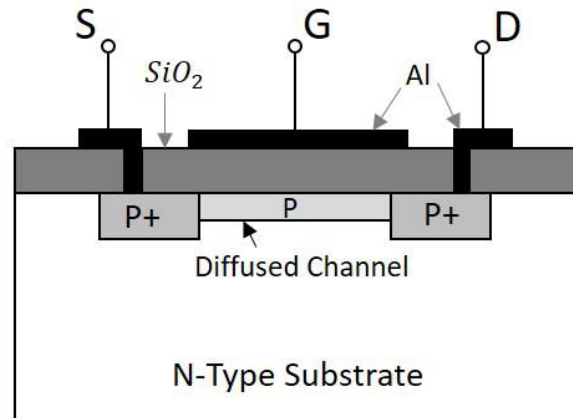 S G D
SiO₂ Al
P+ P P+
Diffused Channel
N-Type Substrate